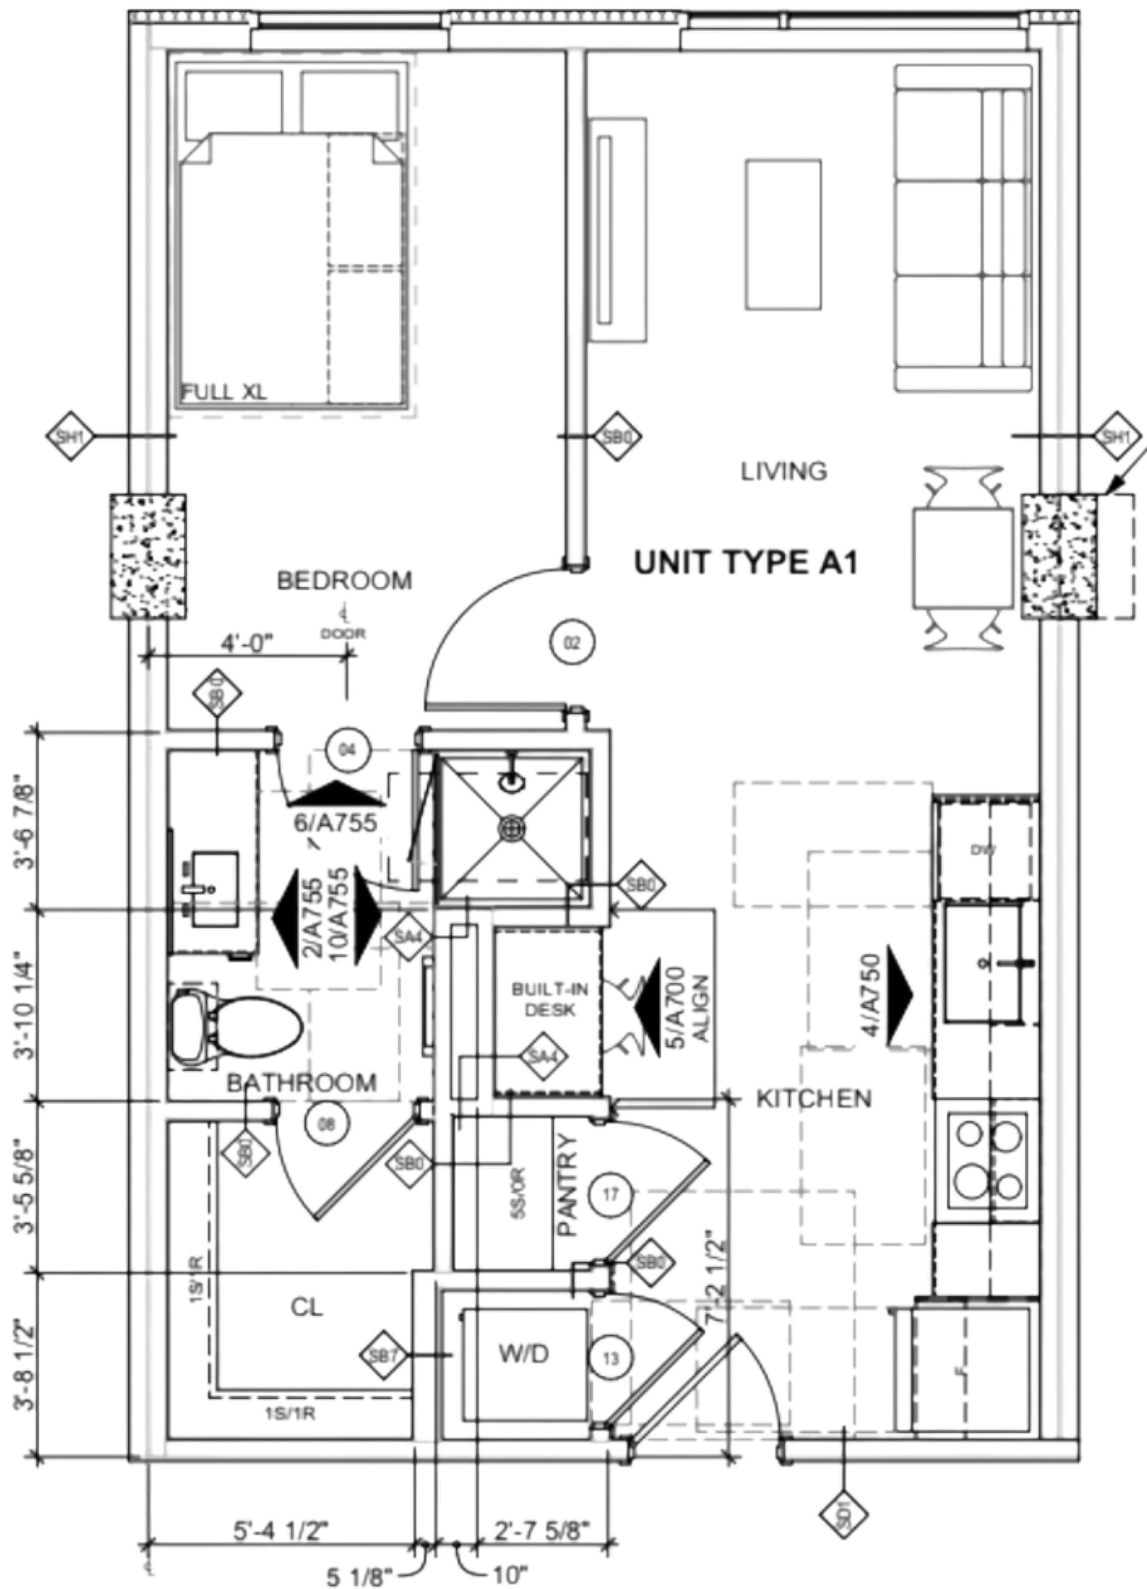 FULL XL
SH1
SB0
SH1
LIVING
UNIT TYPE A1
BEDROOM
℄
DOOR
4'-0"
02
SB0
04
3'-6 7/8"
6/A755
2/A755
10/A755
DW
SB0
SA4
3'-10 1/4"
BUILT-IN
DESK
5/A700
ALIGN
4/A750
SA4
BATHROOM
KITCHEN
08
SB0
SB0
3'-5 5/8"
5S/0R
PANTRY
17
SB0
7'-2 1/2"
1S/1R
CL
3'-8 1/2"
SB7
W/D
13
F
1S/1R
SD1
5'-4 1/2"
2'-7 5/8"
5 1/8"
10"
℄